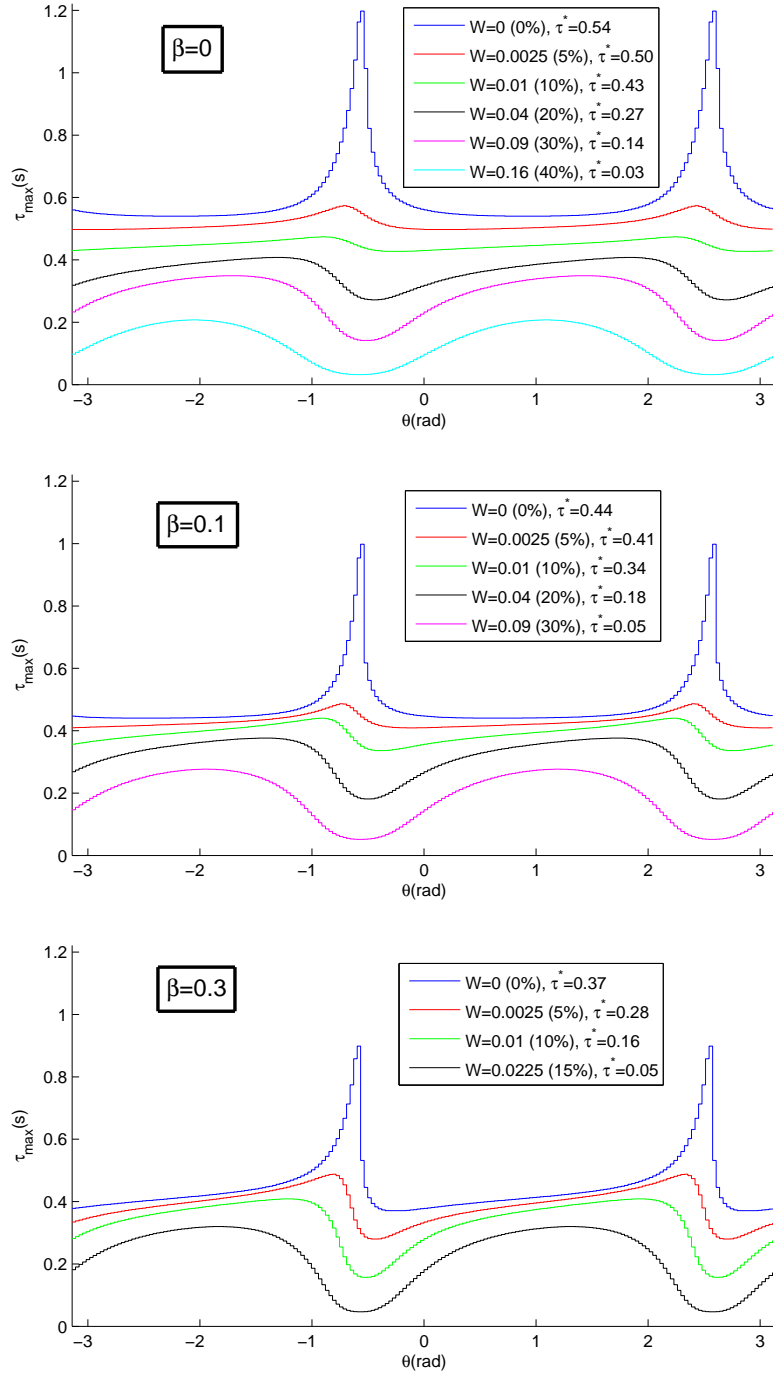 β=0
W=0 (0%), τ*=0.54
W=0.0025 (5%), τ*=0.50
W=0.01 (10%), τ*=0.43
W=0.04 (20%), τ*=0.27
W=0.09 (30%), τ*=0.14
W=0.16 (40%), τ*=0.03
1.2
1
0.8
0.6
0.4
0.2
0
τmax(s)
−3 −2 −1 0 1 2 3
θ(rad)
β=0.1
W=0 (0%), τ*=0.44
W=0.0025 (5%), τ*=0.41
W=0.01 (10%), τ*=0.34
W=0.04 (20%), τ*=0.18
W=0.09 (30%), τ*=0.05
1.2
1
0.8
0.6
0.4
0.2
0
τmax(s)
−3 −2 −1 0 1 2 3
θ(rad)
β=0.3
W=0 (0%), τ*=0.37
W=0.0025 (5%), τ*=0.28
W=0.01 (10%), τ*=0.16
W=0.0225 (15%), τ*=0.05
1.2
1
0.8
0.6
0.4
0.2
0
τmax(s)
−3 −2 −1 0 1 2 3
θ(rad)